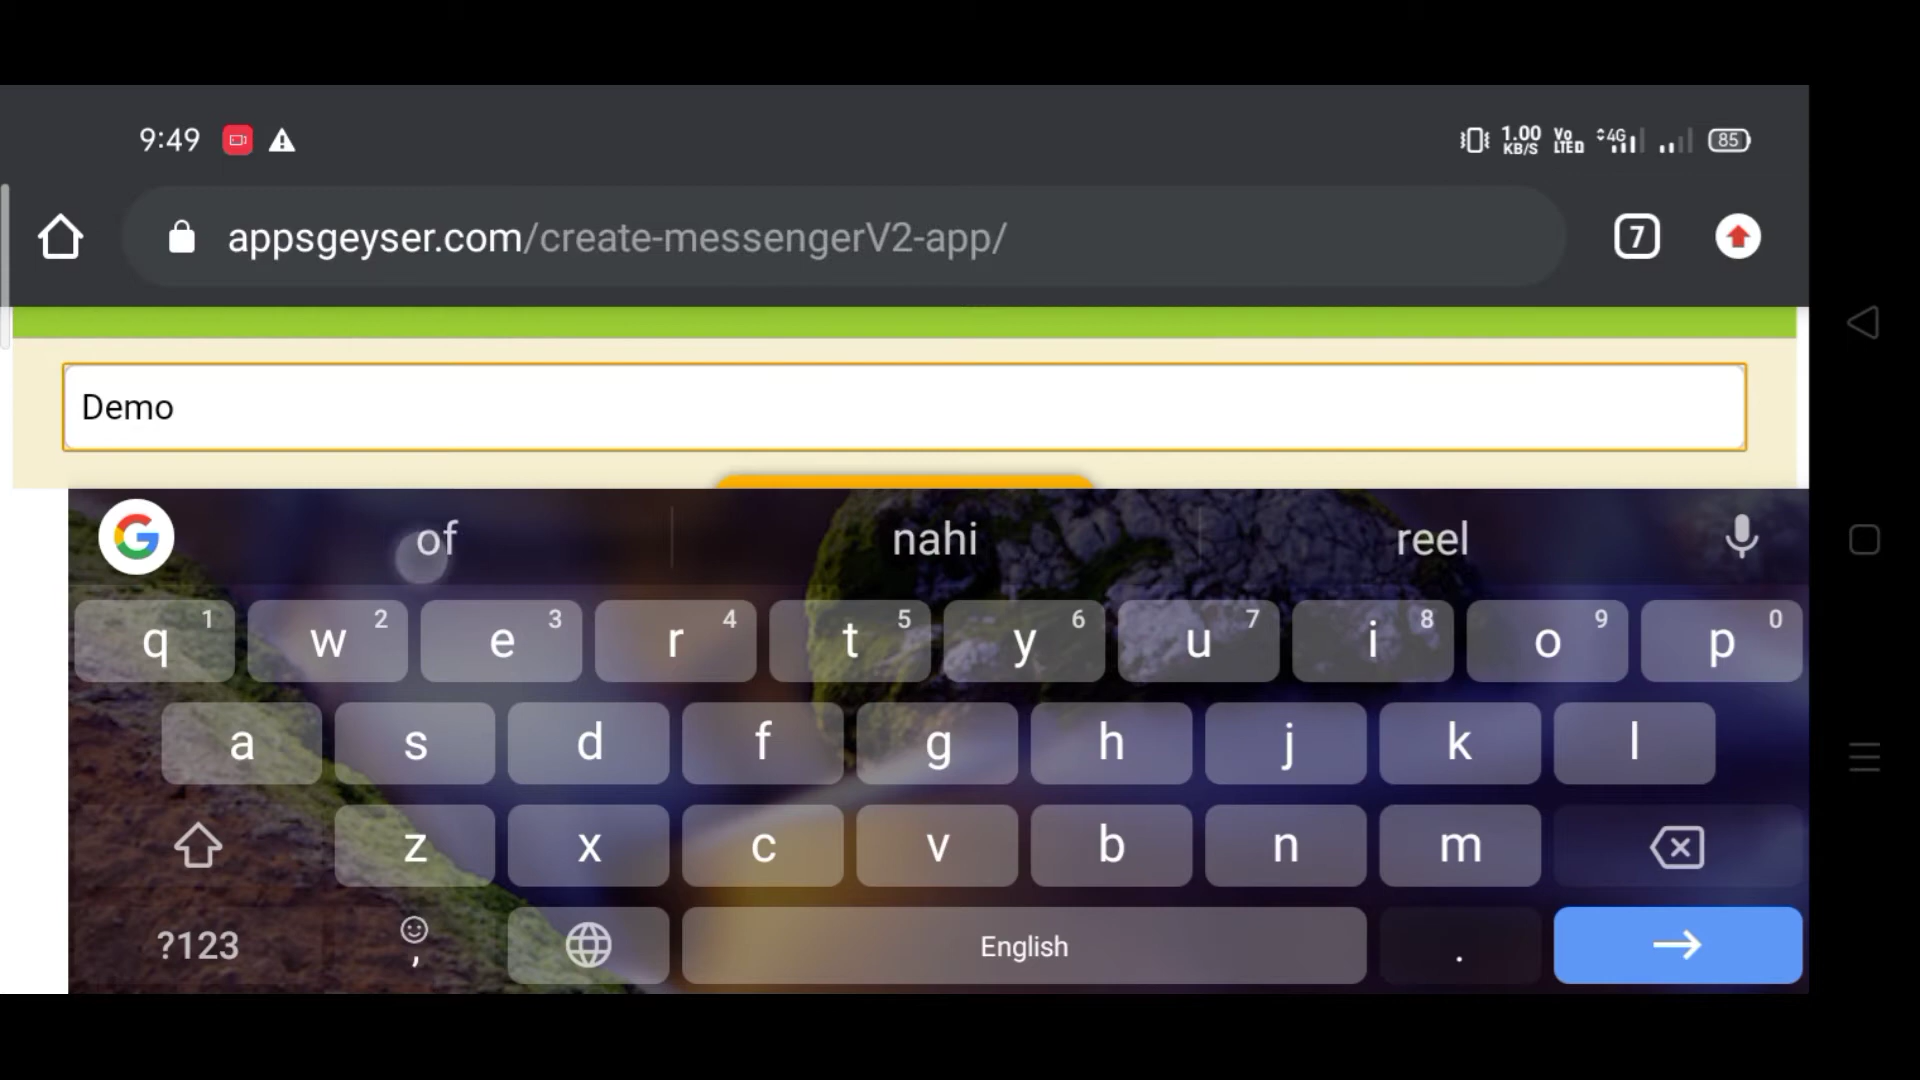 9:49 1.00 KB/S Vo LTE 4G 85
appsgeyser.com/create-messengerV2-app/ 7
Demo
G of nahi reel
q 1 w 2 e 3 r 4 t 5 y 6 u 7 i 8 o 9 p 0
a s d f g h j k l
z x c v b n m
?123 , English .